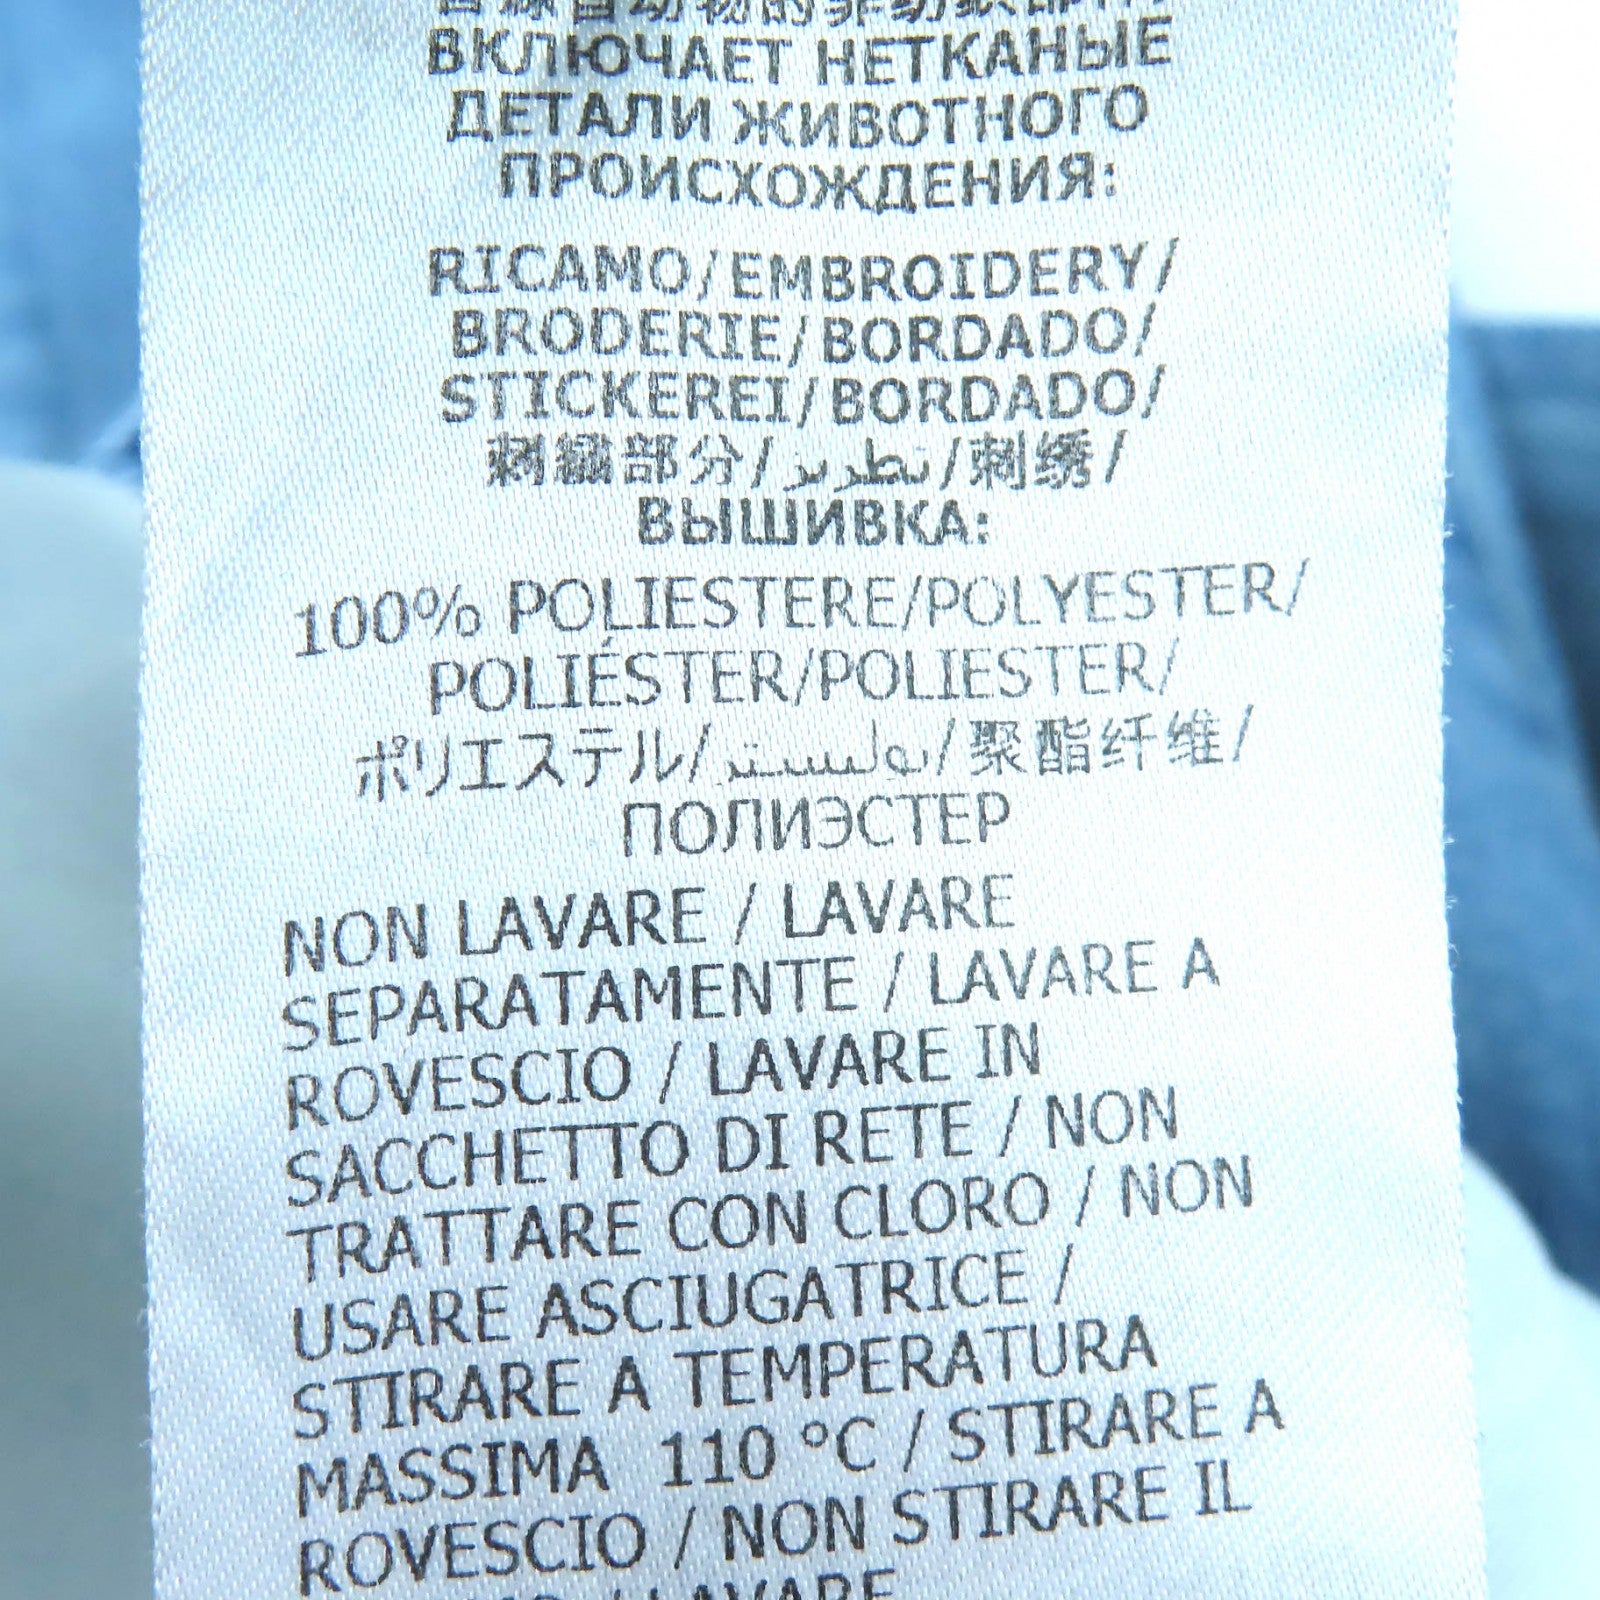 ВКЛЮЧАЕТ НЕТКАНЫЕ
ДЕТАЛИ ЖИВОТНОГО
ПРОИСХОЖДЕНИЯ:
RICAMO/EMBROIDERY/
BRODERIE/BORDADO/
STICKEREI/BORDADO/
刺繍部分/تطريز/刺绣/
ВЫШИВКА:
100% POLIESTERE/POLYESTER/
POLIÉSTER/POLIESTER/
ポリエステル/بوليستر/聚酯纤维/
ПОЛИЭСТЕР
NON LAVARE / LAVARE
SEPARATAMENTE / LAVARE A
ROVESCIO / LAVARE IN
SACCHETTO DI RETE / NON
TRATTARE CON CLORO / NON
USARE ASCIUGATRICE /
STIRARE A TEMPERATURA
MASSIMA 110 °C / STIRARE A
ROVESCIO / NON STIRARE IL
/ LAVARE